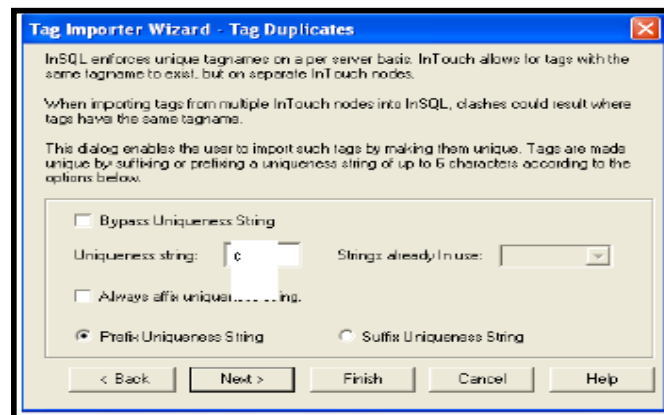 Tag Importer Wizard - Tag Duplicates
InSQL enforces unique tagnames on a per server basis. InTouch allows for tags with the
same tagname to exist, but on separate InTouch nodes.
When importing tags from multiple InTouch nodes into InSQL, clashes could result where
tags have the same tagname.
This dialog enables the user to import such tags by making them unique. Tags are made
unique by suffixing or prefixing a uniqueness string of up to 6 characters according to the
options below.
Bypass Uniqueness String
Uniqueness string: c Strings already In use:
Always affix string.
Prefix Uniqueness String Suffix Uniqueness String
< Back Next > Finish Cancel Help